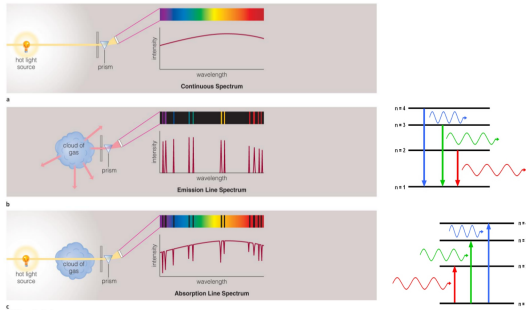 hot light
source
prism
intensity
wavelength
Continuous Spectrum
a
cloud of
gas
prism
intensity
wavelength
Emission Line Spectrum
b
n = 4
n = 3
n = 2
n = 1
hot light
source
cloud of
gas
prism
intensity
wavelength
Absorption Line Spectrum
c